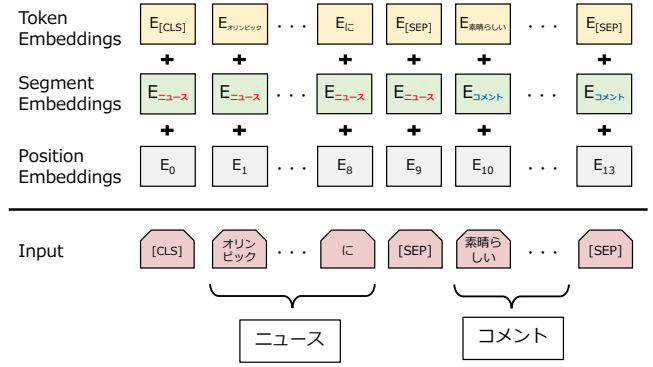 Token Embeddings E[CLS] Eオリンピック ・・・ Eに E[SEP] E素晴らしい ・・・ E[SEP]
+ + + + + +
Segment Embeddings Eニュース Eニュース ・・・ Eニュース Eニュース Eコメント ・・・ Eコメント
+ + + + + +
Position Embeddings E0 E1 ・・・ E8 E9 E10 ・・・ E13
Input [CLS] オリンピック ・・・ に [SEP] 素晴らしい ・・・ [SEP]
ニュース コメント